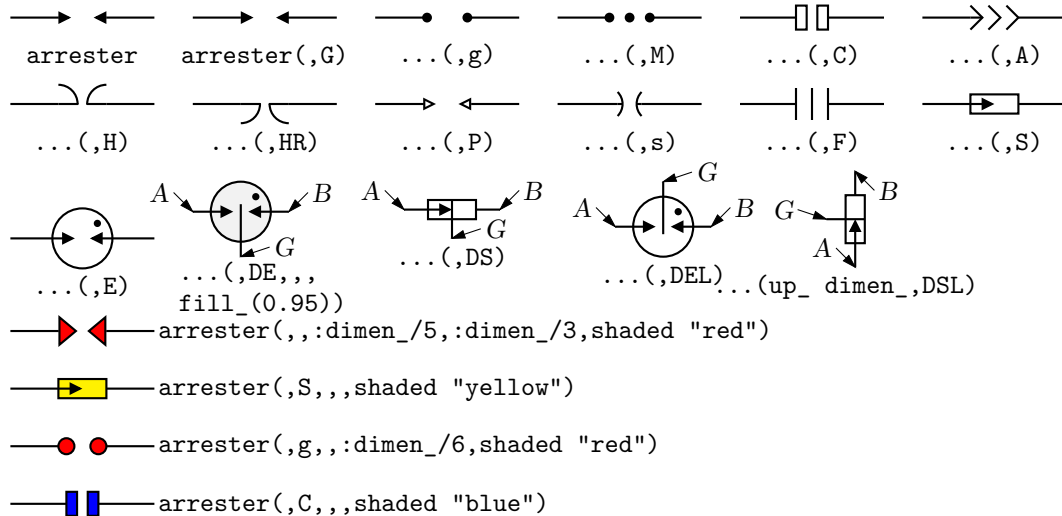 arrester arrester(,G) ...(,g) ...(,M) ...(,C) ...(,A)
...(,H) ...(,HR) ...(,P) ...(,s) ...(,F) ...(,S)
A B A B G B
G
A B
G G A
...(,E) ...(,DE,,, ...(,DS) ...(,DEL) ...(up_ dimen_,DSL)
fill_(0.95))
arrester(,,:dimen_/5,:dimen_/3,shaded "red")
arrester(,S,,,shaded "yellow")
arrester(,g,,:dimen_/6,shaded "red")
arrester(,C,,,shaded "blue")